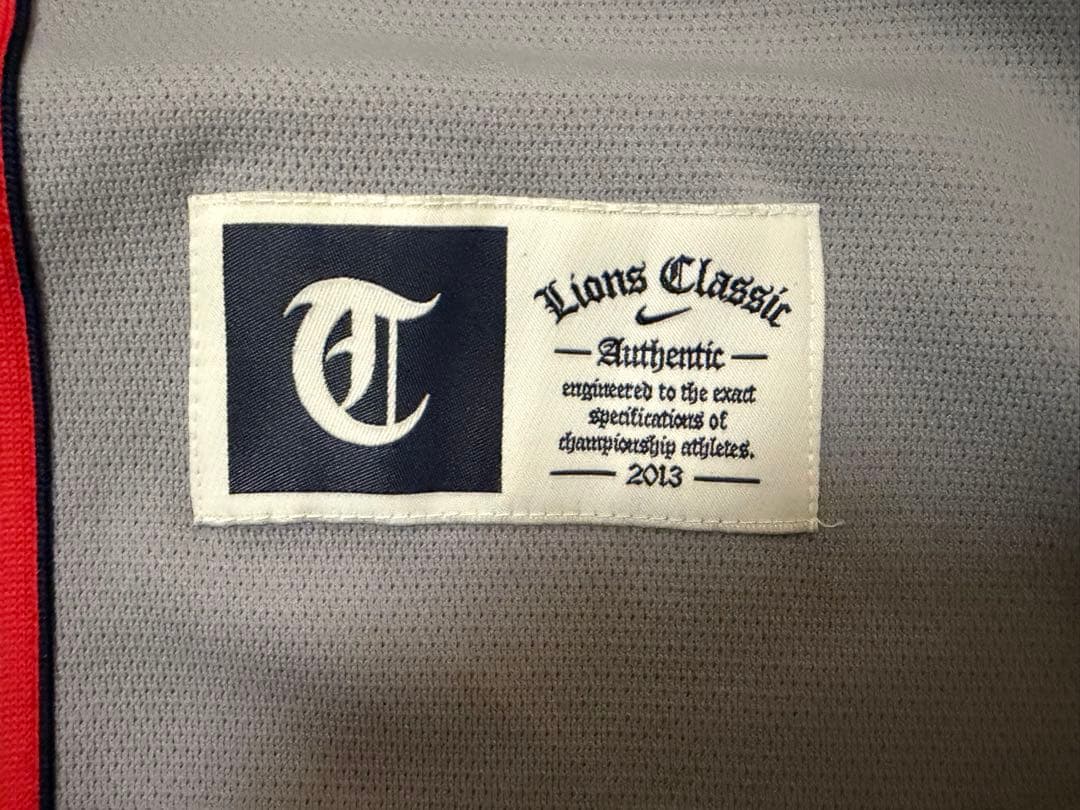 T
Lions Classic
Authentic
engineered to the exact
specifications of
championship athletes.
2013